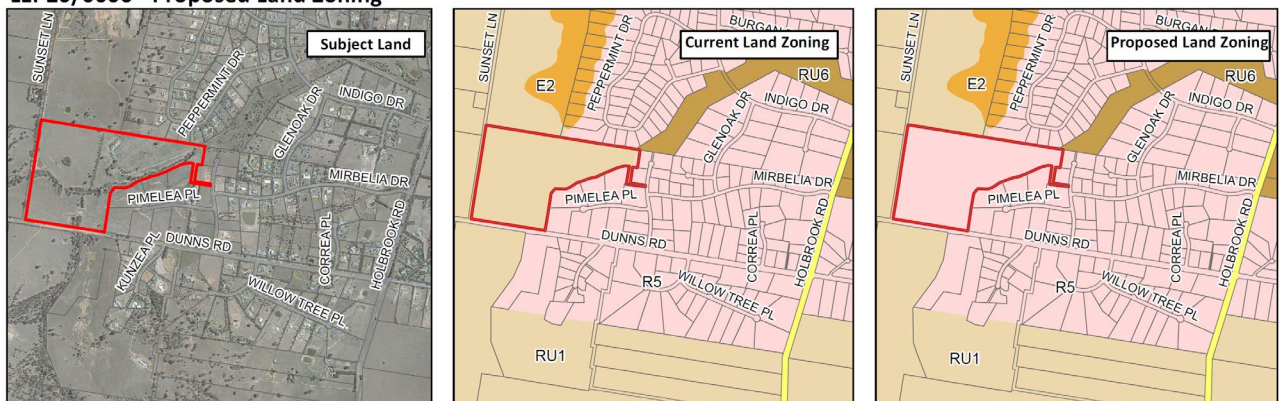 Proposed Land Zoning
Subject Land
SUNSET LN
PEPPERMINT DR
GLENOAK DR
INDIGO DR
MIRBELIA DR
PIMELEA PL
DUNNS RD
KUNZEA PL
CORREA PL
HOLBROOK RD
WILLOW TREE PL
Current Land Zoning
SUNSET LN
BURGAN
PEPPERMINT DR
E2
RU6
INDIGO DR
GLENOAK DR
MIRBELIA DR
PIMELEA PL
DUNNS RD
CORREA PL
HOLBROOK RD
R5
WILLOW TREE PL
RU1
Proposed Land Zoning
SUNSET LN
BURGAN
PEPPERMINT DR
E2
RU6
INDIGO DR
GLENOAK DR
MIRBELIA DR
PIMELEA PL
DUNNS RD
CORREA PL
HOLBROOK RD
R5
WILLOW TREE PL
RU1